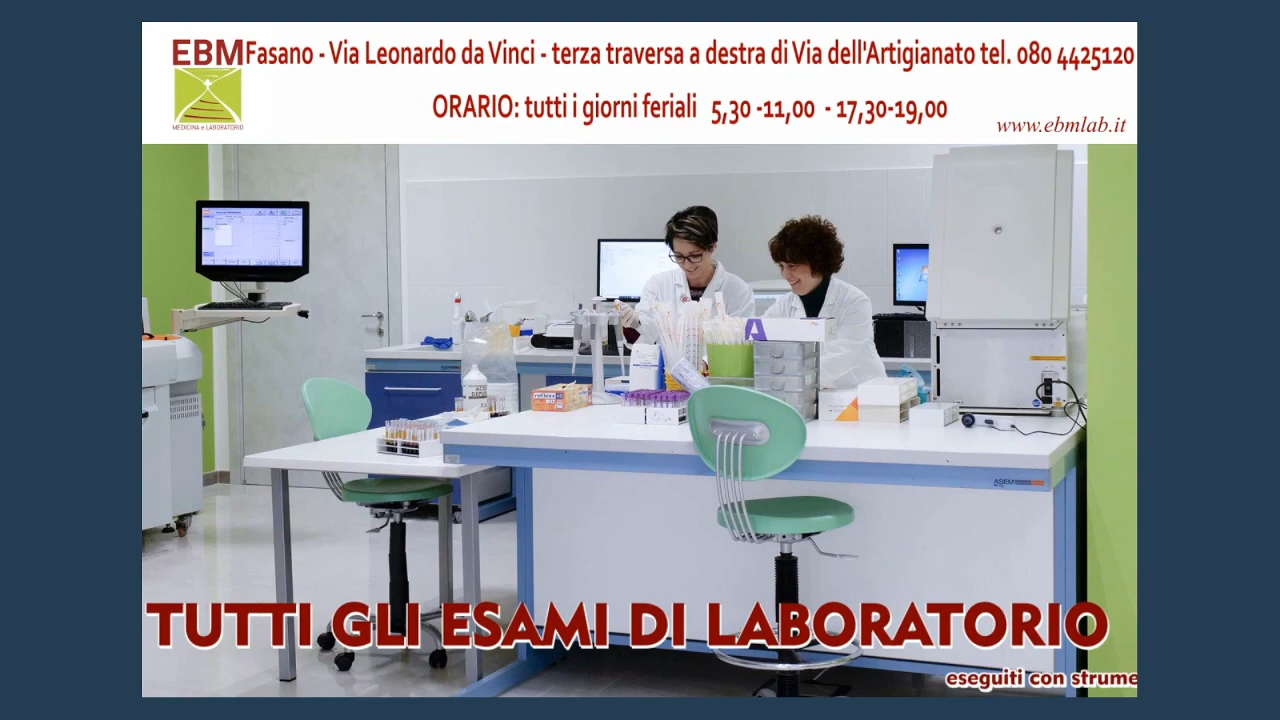 EBM Fasano - Via Leonardo da Vinci - terza traversa a destra di Via dell'Artigianato tel. 080 4425120
MEDICINA e LABORATORIO
ORARIO: tutti i giorni feriali 5,30 -11,00 - 17,30-19,00
www.ebmlab.it
A
ASEM
TUTTI GLI ESAMI DI LABORATORIO
eseguiti con strume